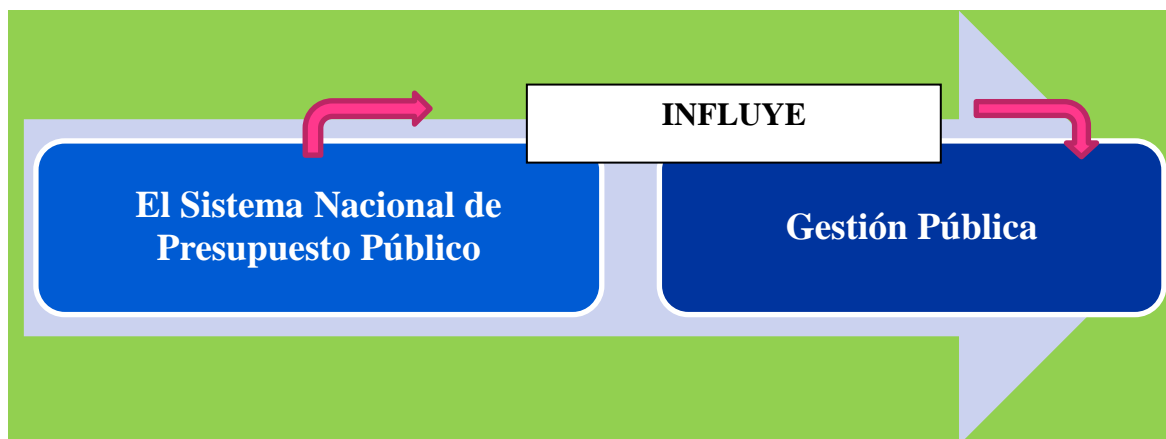 INFLUYE
El Sistema Nacional de
Presupuesto Público
Gestión Pública